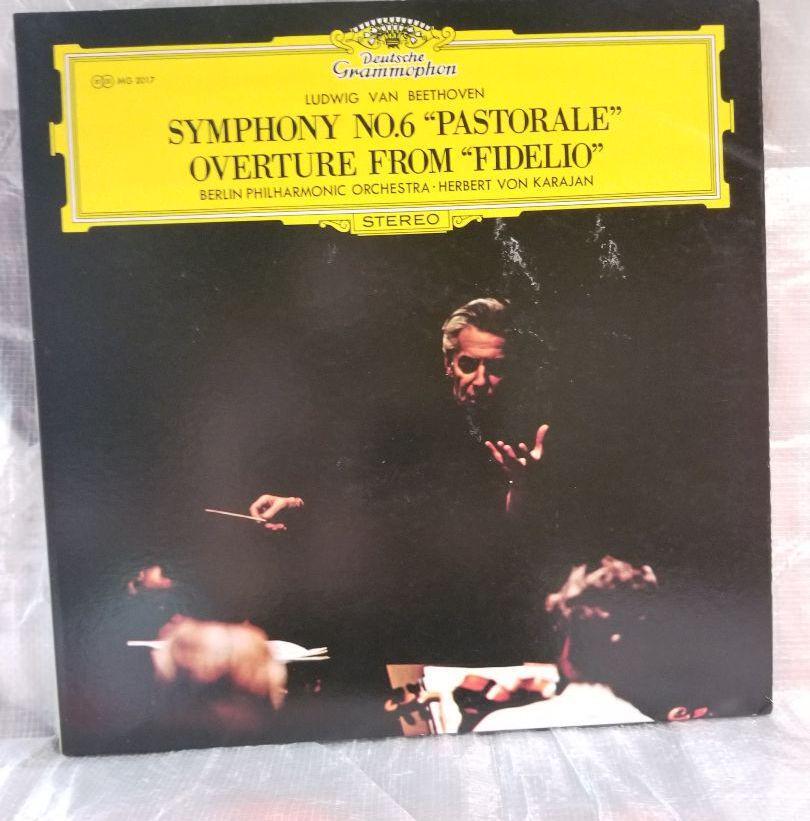 Deutsche
Grammophon
MG 2017
LUDWIG VAN BEETHOVEN
SYMPHONY NO.6 “PASTORALE”
OVERTURE FROM “FIDELIO”
BERLIN PHILHARMONIC ORCHESTRA · HERBERT VON KARAJAN
STEREO